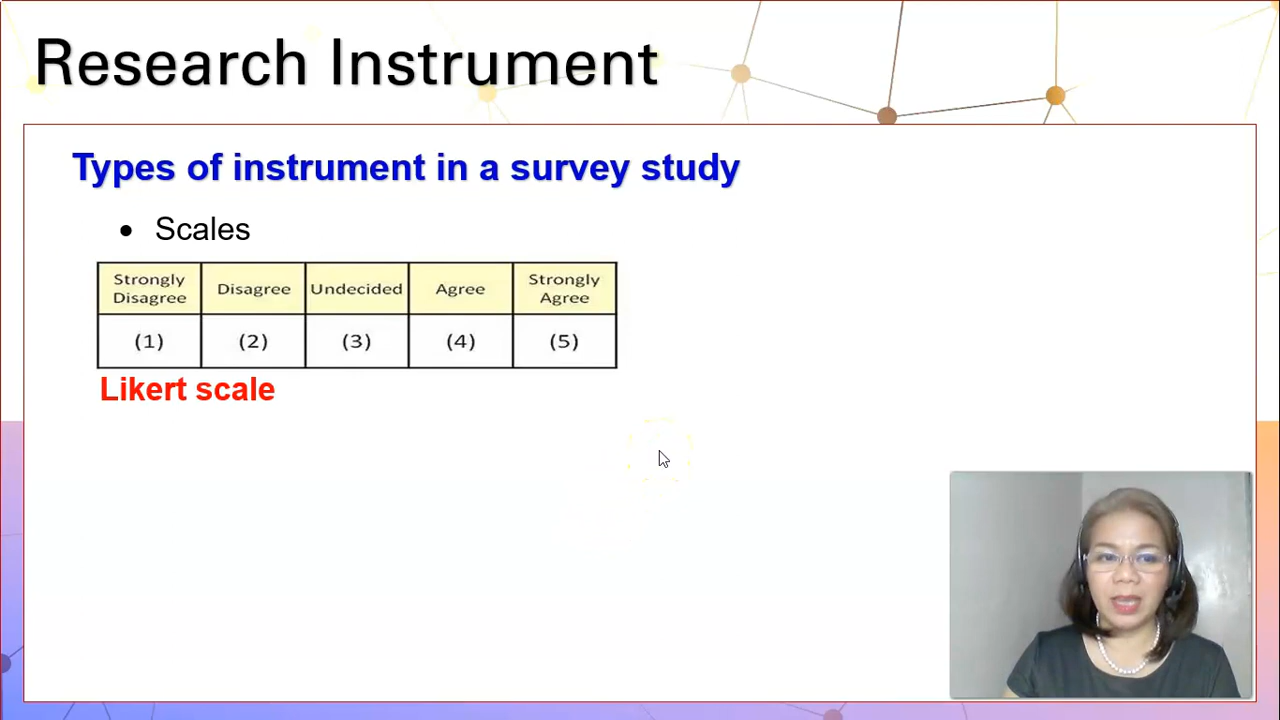 Research Instrument
Types of instrument in a survey study
• Scales
Strongly Disagree Disagree Undecided Agree Strongly Agree
(1) (2) (3) (4) (5)
Likert scale